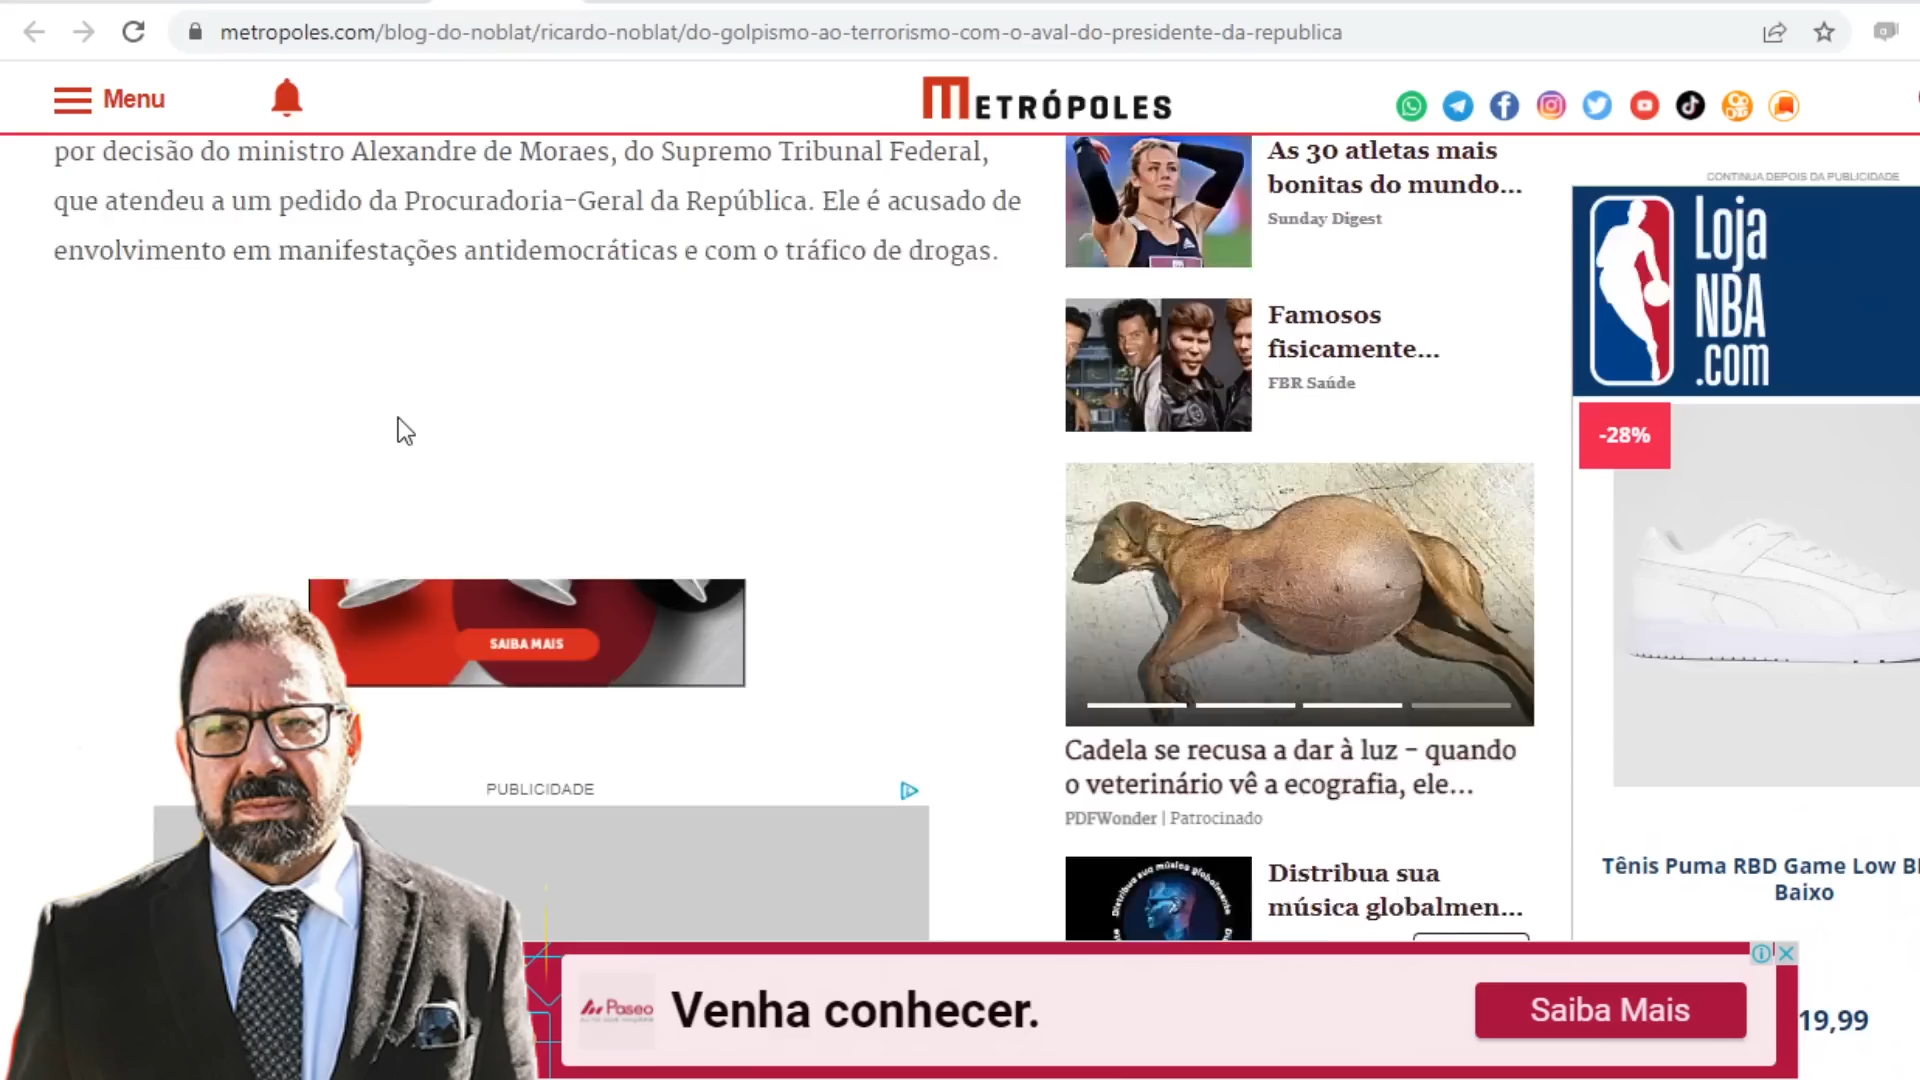 metropoles.com/blog-do-noblat/ricardo-noblat/do-golpismo-ao-terrorismo-com-o-aval-do-presidente-da-republica
Menu
METRÓPOLES
por decisão do ministro Alexandre de Moraes, do Supremo Tribunal Federal,
que atendeu a um pedido da Procuradoria-Geral da República. Ele é acusado de
envolvimento em manifestações antidemocráticas e com o tráfico de drogas.
SAIBA MAIS
PUBLICIDADE
As 30 atletas mais
bonitas do mundo...
Sunday Digest
Famosos
fisicamente...
FBR Saúde
Cadela se recusa a dar à luz – quando
o veterinário vê a ecografia, ele...
PDFWonder | Patrocinado
Distribua sua música globalmente
Distribua sua
música globalmen...
CONTINUA DEPOIS DA PUBLICIDADE
Loja
NBA
.com
-28%
Tênis Puma RBD Game Low
Baixo
19,99
Paseo
Venha conhecer.
Saiba Mais